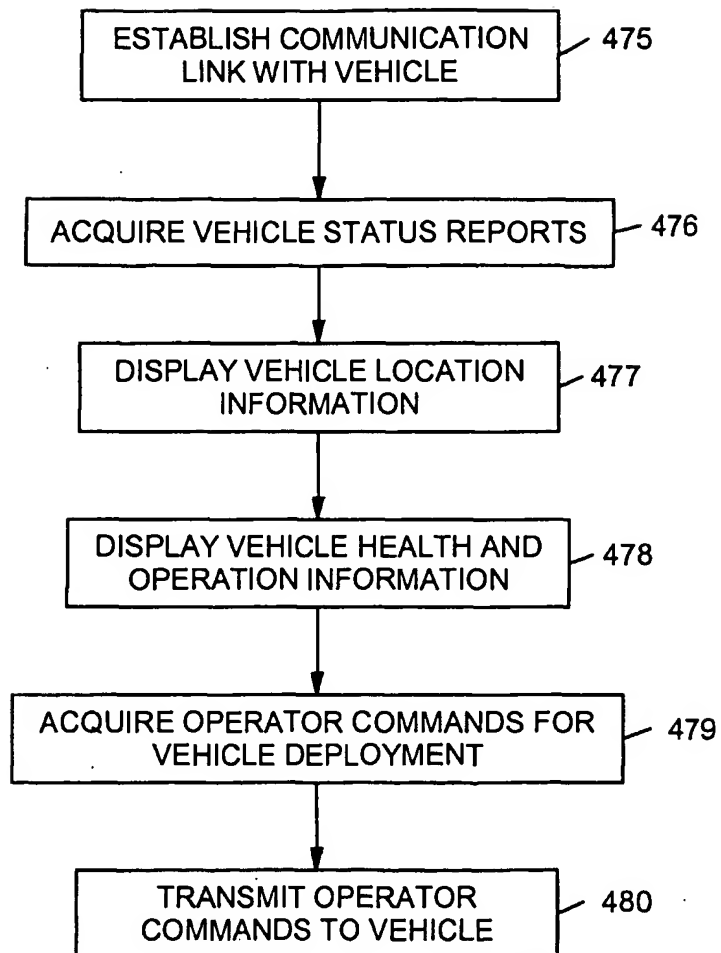 ESTABLISH COMMUNICATION
LINK WITH VEHICLE
475
ACQUIRE VEHICLE STATUS REPORTS
476
DISPLAY VEHICLE LOCATION
INFORMATION
477
DISPLAY VEHICLE HEALTH AND
OPERATION INFORMATION
478
ACQUIRE OPERATOR COMMANDS FOR
VEHICLE DEPLOYMENT
479
TRANSMIT OPERATOR
COMMANDS TO VEHICLE
480